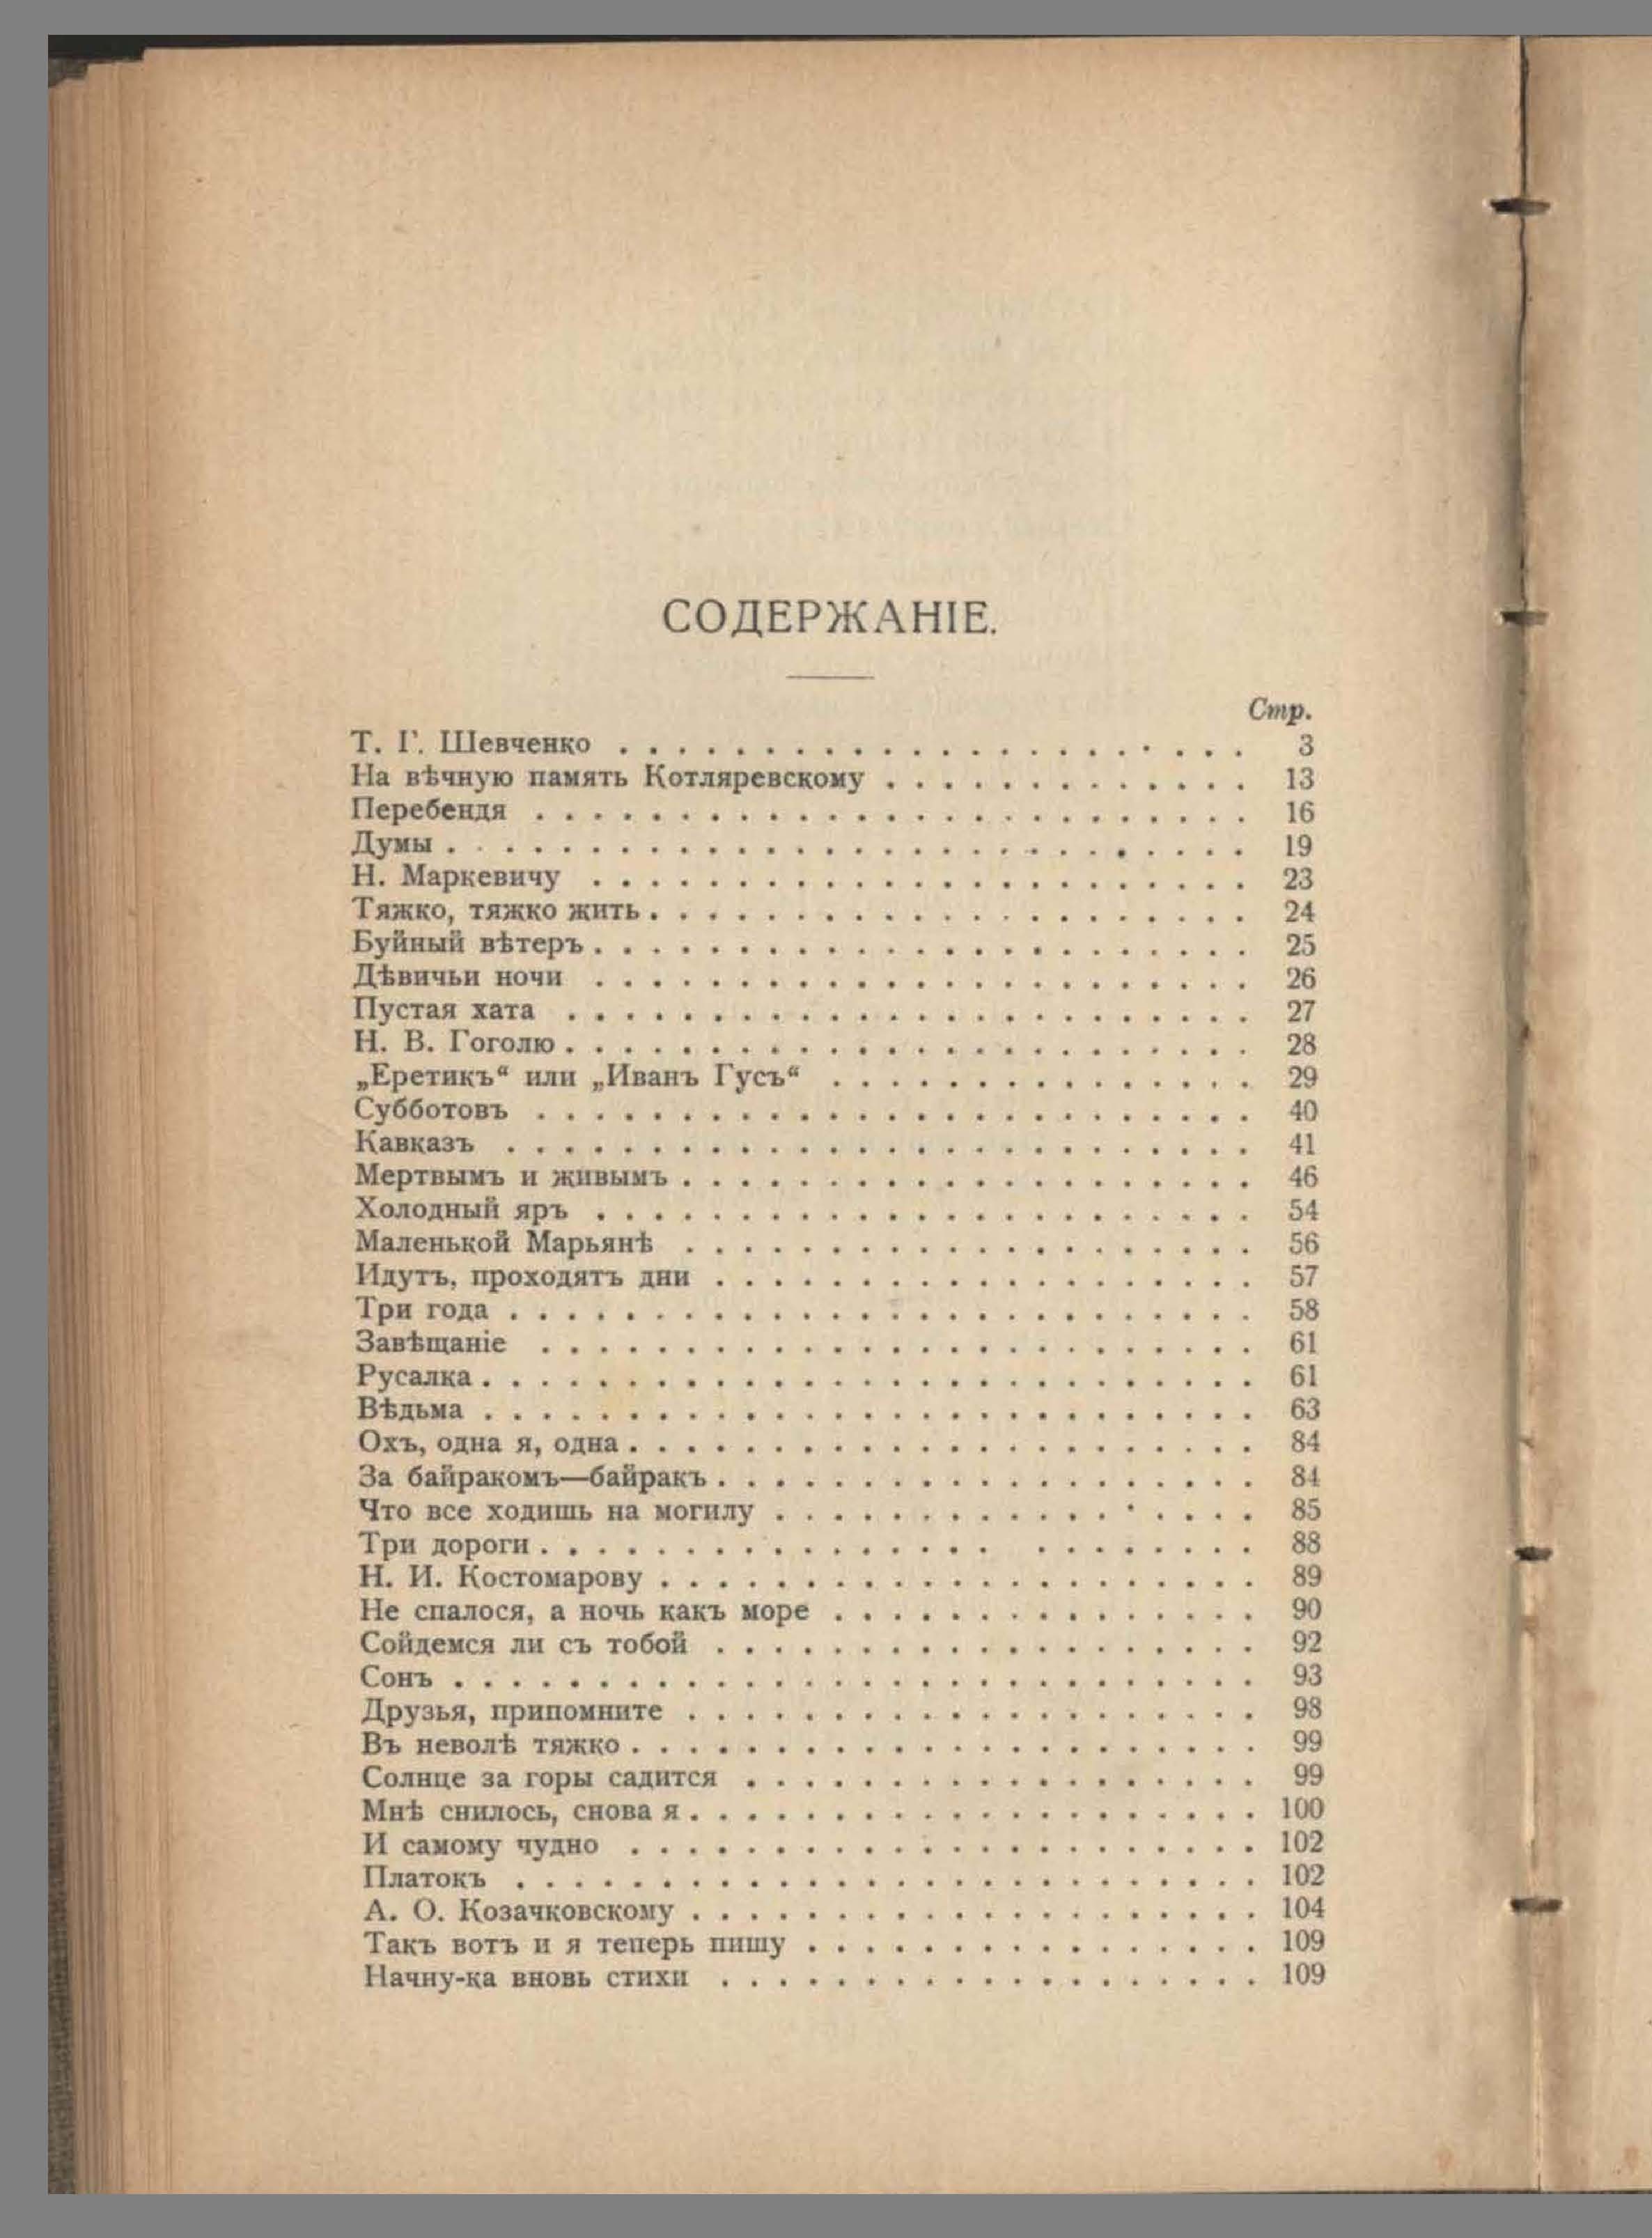 СОДЕРЖАНІЕ.
Стр.
Т. Г. Шевченко . . . . . . . . . . . . . . . . . . . . . . 3
На вѣчную память Котляревскому . . . . . . . . . . . . . 13
Перебендя . . . . . . . . . . . . . . . . . . . . . . . . . 16
Думы . . . . . . . . . . . . . . . . . . . . . . . . . . . . 19
Н. Маркевичу . . . . . . . . . . . . . . . . . . . . . . . 23
Тяжко, тяжко жить . . . . . . . . . . . . . . . . . . . . . 24
Буйный вѣтеръ . . . . . . . . . . . . . . . . . . . . . . . 25
Дѣвичьи ночи . . . . . . . . . . . . . . . . . . . . . . . 26
Пустая хата . . . . . . . . . . . . . . . . . . . . . . . . 27
Н. В. Гоголю . . . . . . . . . . . . . . . . . . . . . . . . 28
„Еретикъ“ или „Иванъ Гусъ“ . . . . . . . . . . . . . . . 29
Субботовъ . . . . . . . . . . . . . . . . . . . . . . . . . 40
Кавказъ . . . . . . . . . . . . . . . . . . . . . . . . . . 41
Мертвымъ и живымъ . . . . . . . . . . . . . . . . . . . . 46
Холодный яръ . . . . . . . . . . . . . . . . . . . . . . . 54
Маленькой Марьянѣ . . . . . . . . . . . . . . . . . . . . 56
Идутъ, проходятъ дни . . . . . . . . . . . . . . . . . . . 57
Три года . . . . . . . . . . . . . . . . . . . . . . . . . . 58
Завѣщаніе . . . . . . . . . . . . . . . . . . . . . . . . . 61
Русалка . . . . . . . . . . . . . . . . . . . . . . . . . . . 61
Вѣдьма . . . . . . . . . . . . . . . . . . . . . . . . . . . 63
Охъ, одна я, одна . . . . . . . . . . . . . . . . . . . . . . 84
За байракомъ—байракъ . . . . . . . . . . . . . . . . . . . 84
Что все ходишь на могилу . . . . . . . . . . . . . . . . . 85
Три дороги . . . . . . . . . . . . . . . . . . . . . . . . 88
Н. И. Костомарову . . . . . . . . . . . . . . . . . . . . . 89
Не спалося, а ночь какъ море . . . . . . . . . . . . . . . 90
Сойдемся ли съ тобой . . . . . . . . . . . . . . . . . . . 92
Сонъ . . . . . . . . . . . . . . . . . . . . . . . . . . . . 93
Друзья, припомните . . . . . . . . . . . . . . . . . . . . 98
Въ неволѣ тяжко . . . . . . . . . . . . . . . . . . . . . . 99
Солнце за горы садится . . . . . . . . . . . . . . . . . . 99
Мнѣ снилось, снова я . . . . . . . . . . . . . . . . . . . . 100
И самому чудно . . . . . . . . . . . . . . . . . . . . . . 102
Платокъ . . . . . . . . . . . . . . . . . . . . . . . . . . 102
А. О. Козачковскому . . . . . . . . . . . . . . . . . . . . 104
Такъ вотъ и я теперь пишу . . . . . . . . . . . . . . . . 109
Начну-ка вновь стихи . . . . . . . . . . . . . . . . . . . 109